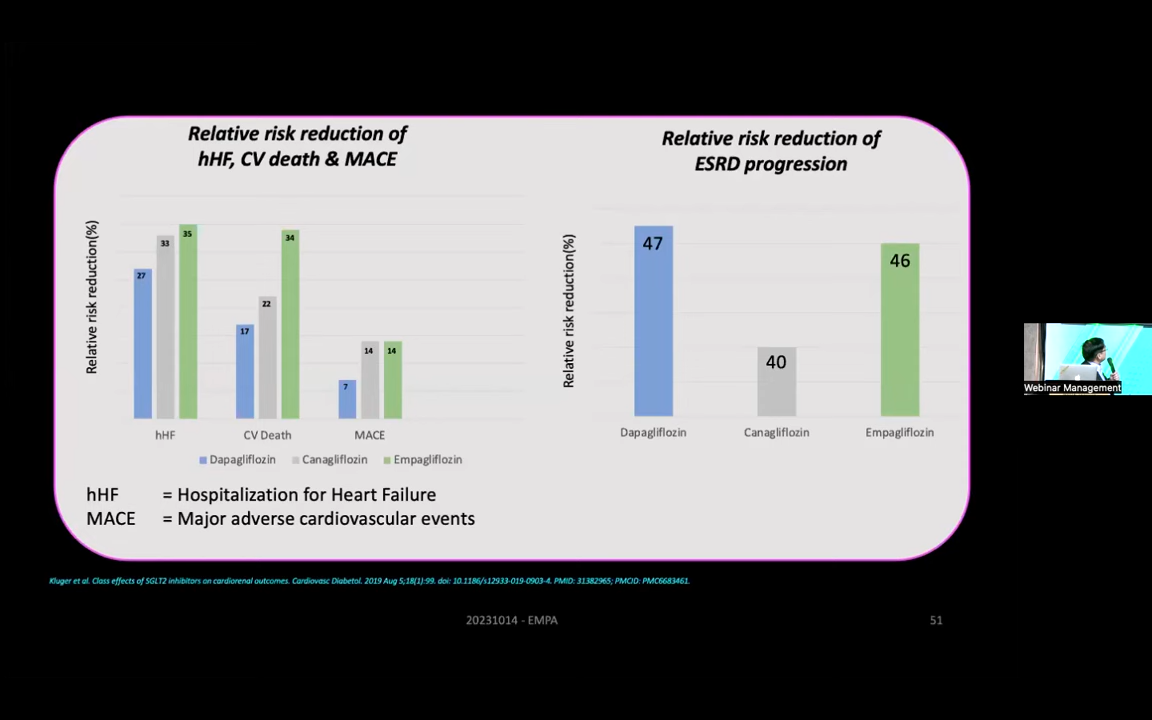 Relative risk reduction of
hHF, CV death & MACE
Relative risk reduction(%)
27
33
35
17
22
34
7
14
14
hHF
CV Death
MACE
Dapagliflozin
Canagliflozin
Empagliflozin
hHF = Hospitalization for Heart Failure
MACE = Major adverse cardiovascular events
Relative risk reduction of
ESRD progression
Relative risk reduction(%)
47
40
46
Dapagliflozin
Canagliflozin
Empagliflozin
Kluger et al. Class effects of SGLT2 inhibitors on cardiorenal outcomes. Cardiovasc Diabetol. 2019 Aug 5;18(1):99. doi: 10.1186/s12933-019-0903-4. PMID: 31382965; PMCID: PMC6683461.
20231014 - EMPA
51
Webinar Management